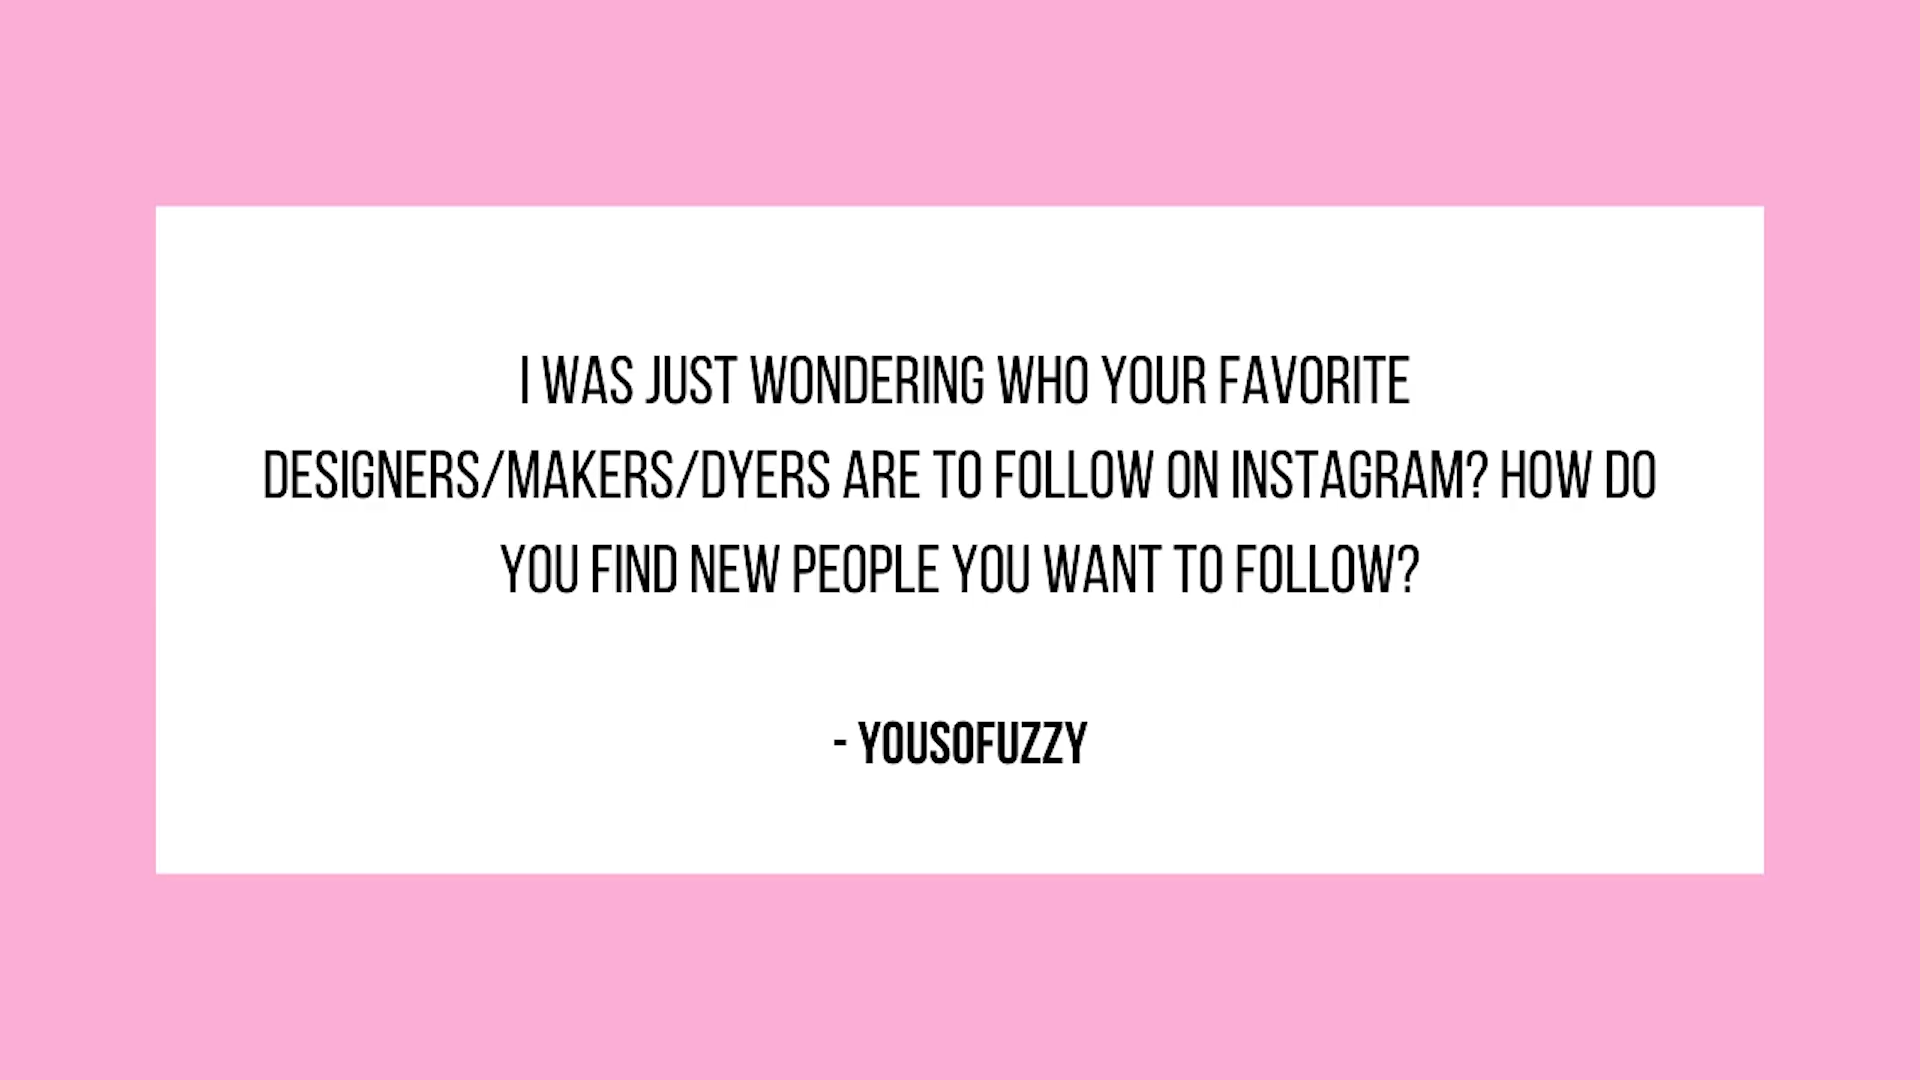 I WAS JUST WONDERING WHO YOUR FAVORITE
DESIGNERS/MAKERS/DYERS ARE TO FOLLOW ON INSTAGRAM? HOW DO
YOU FIND NEW PEOPLE YOU WANT TO FOLLOW?
- YOUSOFUZZY